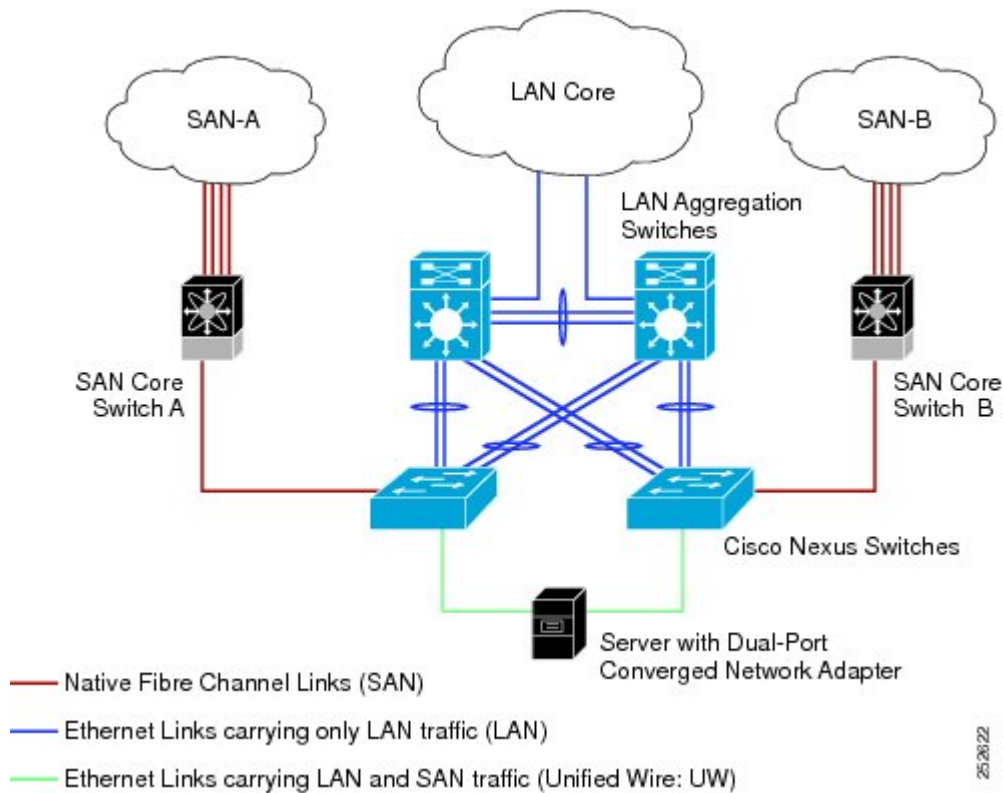 SAN-A
LAN Core
SAN-B
LAN Aggregation
Switches
SAN Core
Switch A
SAN Core
Switch B
Cisco Nexus Switches
Server with Dual-Port
Converged Network Adapter
Native Fibre Channel Links (SAN)
Ethernet Links carrying only LAN traffic (LAN)
Ethernet Links carrying LAN and SAN traffic (Unified Wire: UW)
252622